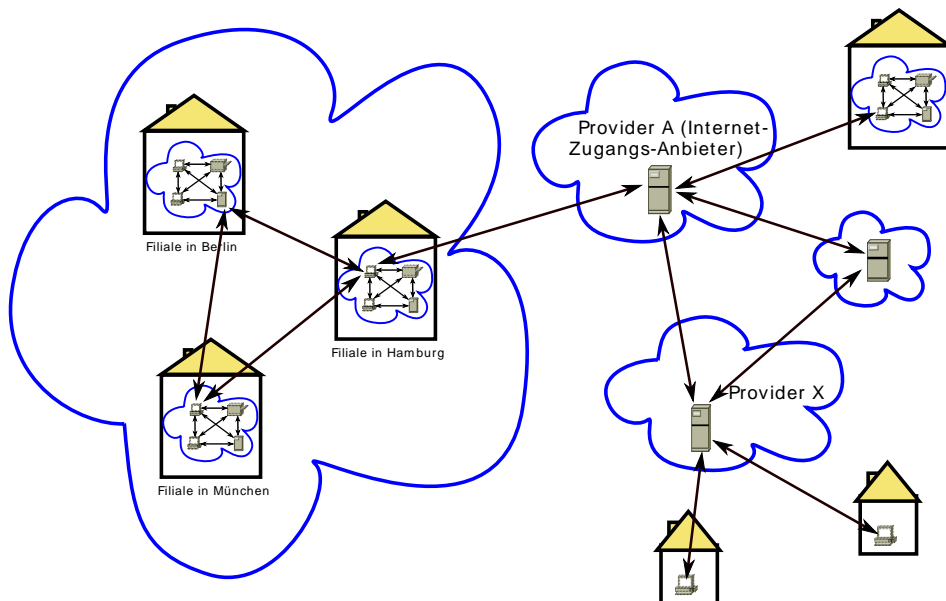 Provider A (Internet-
Zugangs-Anbieter)
Filiale in Berlin
Filiale in Hamburg
Provider X
Filiale in München